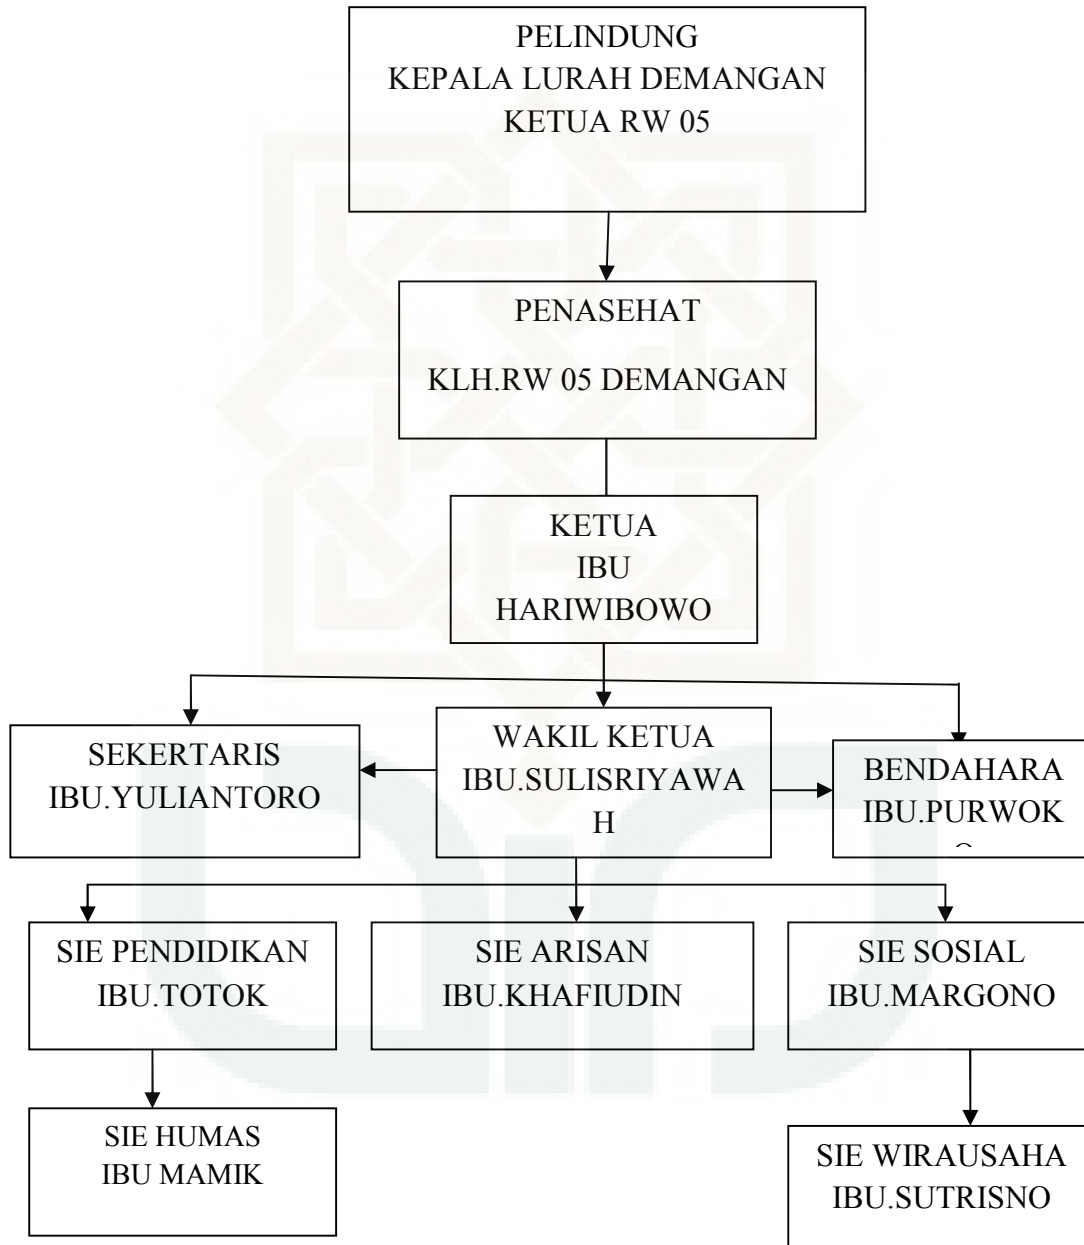 PELINDUNG
KEPALA LURAH DEMANGAN
KETUA RW 05
PENASEHAT
KLH.RW 05 DEMANGAN
KETUA
IBU
HARIWIBOWO
SEKERTARIS
IBU.YULIANTORO
WAKIL KETUA
IBU.SULISRIYAWA
H
BENDAHARA
IBU.PURWOK
SIE PENDIDIKAN
IBU.TOTOK
SIE ARISAN
IBU.KHAFIUDIN
SIE SOSIAL
IBU.MARGONO
SIE HUMAS
IBU MAMIK
SIE WIRAUSAHA
IBU.SUTRISNO